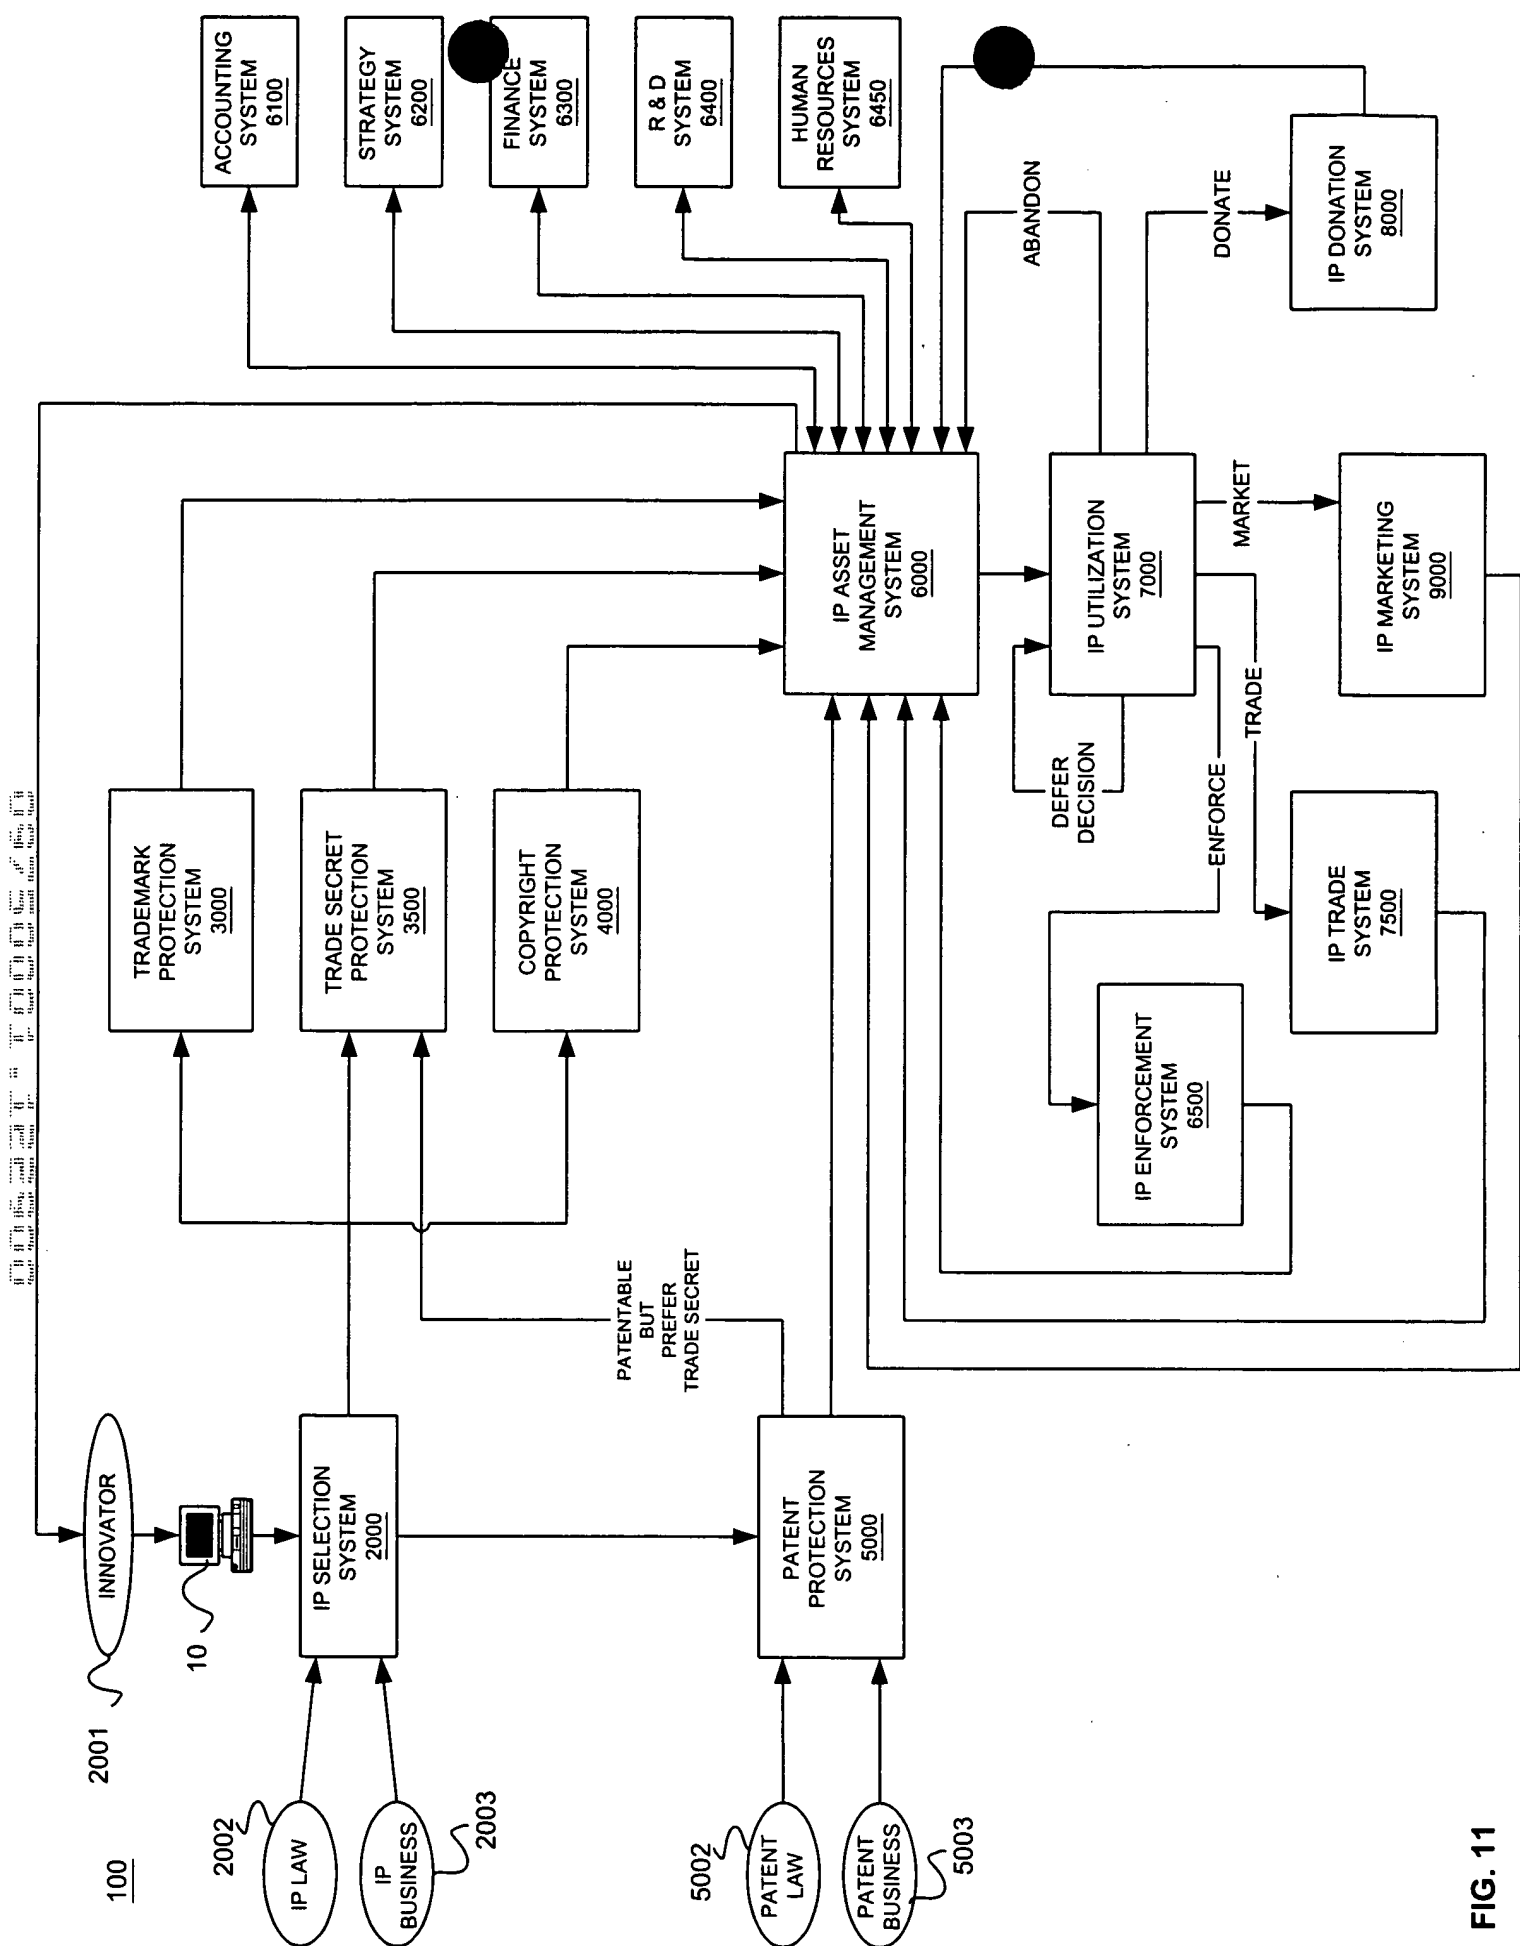 100
2001
INNOVATOR
10
2002
IP LAW
IP
BUSINESS
2003
IP SELECTION
SYSTEM
2000
5002
PATENT
LAW
PATENT
BUSINESS
5003
PATENT
PROTECTION
SYSTEM
5000
PATENTABLE
BUT
PREFER
TRADE SECRET
TRADEMARK
PROTECTION
SYSTEM
3000
TRADE SECRET
PROTECTION
SYSTEM
3500
COPYRIGHT
PROTECTION
SYSTEM
4000
IP ASSET
MANAGEMENT
SYSTEM
6000
ACCOUNTING
SYSTEM
6100
STRATEGY
SYSTEM
6200
FINANCE
SYSTEM
6300
R & D
SYSTEM
6400
HUMAN
RESOURCES
SYSTEM
6450
IP UTILIZATION
SYSTEM
7000
DEFER
DECISION
ABANDON
DONATE
MARKET
TRADE
ENFORCE
IP ENFORCEMENT
SYSTEM
6500
IP TRADE
SYSTEM
7500
IP MARKETING
SYSTEM
9000
IP DONATION
SYSTEM
8000
FIG. 11